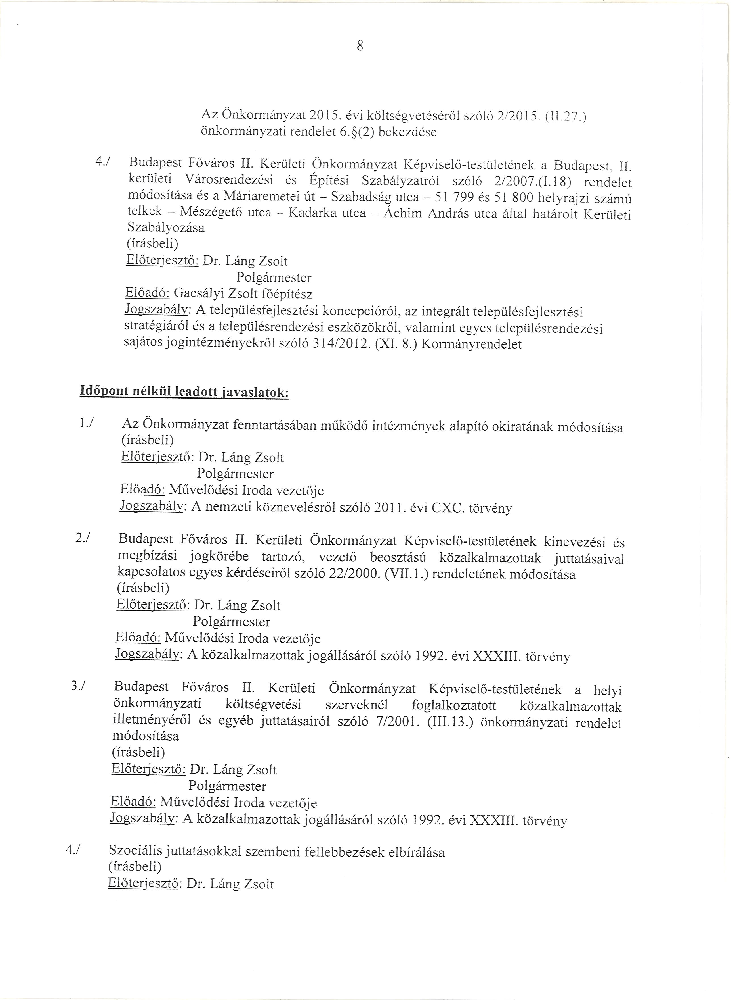 8
Az Önkormányzat 2015. évi költségvetéséről szóló 2/2015. (II.27.)
önkormányzati rendelet 6.§(2) bekezdése
4./ Budapest Főváros II. Kerületi Önkormányzat Képviselő-testületének a Budapest, II.
kerületi Városrendezési és Építési Szabályzatról szóló 2/2007.(I.18) rendelet
módosítása és a Máriaremetei út – Szabadság utca – 51 799 és 51 800 helyrajzi számú
telkek – Mészégető utca – Kadarka utca – Áchim András utca által határolt Kerületi
Szabályozása
(írásbeli)
Előterjesztő: Dr. Láng Zsolt
Polgármester
Előadó: Gacsályi Zsolt főépítész
Jogszabály: A településfejlesztési koncepcióról, az integrált településfejlesztési
stratégiáról és a településrendezési eszközökről, valamint egyes településrendezési
sajátos jogintézményekről szóló 314/2012. (XI. 8.) Kormányrendelet
Időpont nélkül leadott javaslatok:
1./ Az Önkormányzat fenntartásában működő intézmények alapító okiratának módosítása
(írásbeli)
Előterjesztő: Dr. Láng Zsolt
Polgármester
Előadó: Művelődési Iroda vezetője
Jogszabály: A nemzeti köznevelésről szóló 2011. évi CXC. törvény
2./ Budapest Főváros II. Kerületi Önkormányzat Képviselő-testületének kinevezési és
megbízási jogkörébe tartozó, vezető beosztású közalkalmazottak juttatásaival
kapcsolatos egyes kérdéseiről szóló 22/2000. (VII.1.) rendeletének módosítása
(írásbeli)
Előterjesztő: Dr. Láng Zsolt
Polgármester
Előadó: Művelődési Iroda vezetője
Jogszabály: A közalkalmazottak jogállásáról szóló 1992. évi XXXIII. törvény
3./ Budapest Főváros II. Kerületi Önkormányzat Képviselő-testületének a helyi
önkormányzati költségvetési szerveknél foglalkoztatott közalkalmazottak
illetményéről és egyéb juttatásairól szóló 7/2001. (III.13.) önkormányzati rendelet
módosítása
(írásbeli)
Előterjesztő: Dr. Láng Zsolt
Polgármester
Előadó: Művelődési Iroda vezetője
Jogszabály: A közalkalmazottak jogállásáról szóló 1992. évi XXXIII. törvény
4./ Szociális juttatásokkal szembeni fellebbezések elbírálása
(írásbeli)
Előterjesztő: Dr. Láng Zsolt